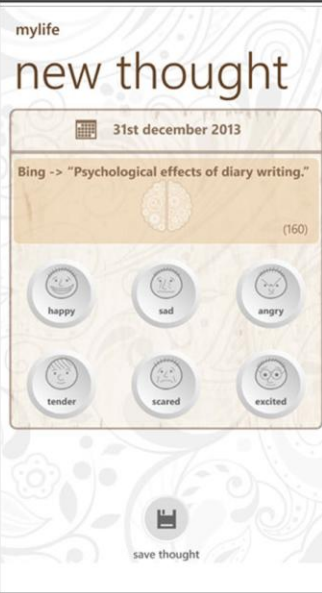 mylife
new thought
31st december 2013
Bing -> "Psychological effects of diary writing."
(160)
happy sad angry
tender scared excited
save thought